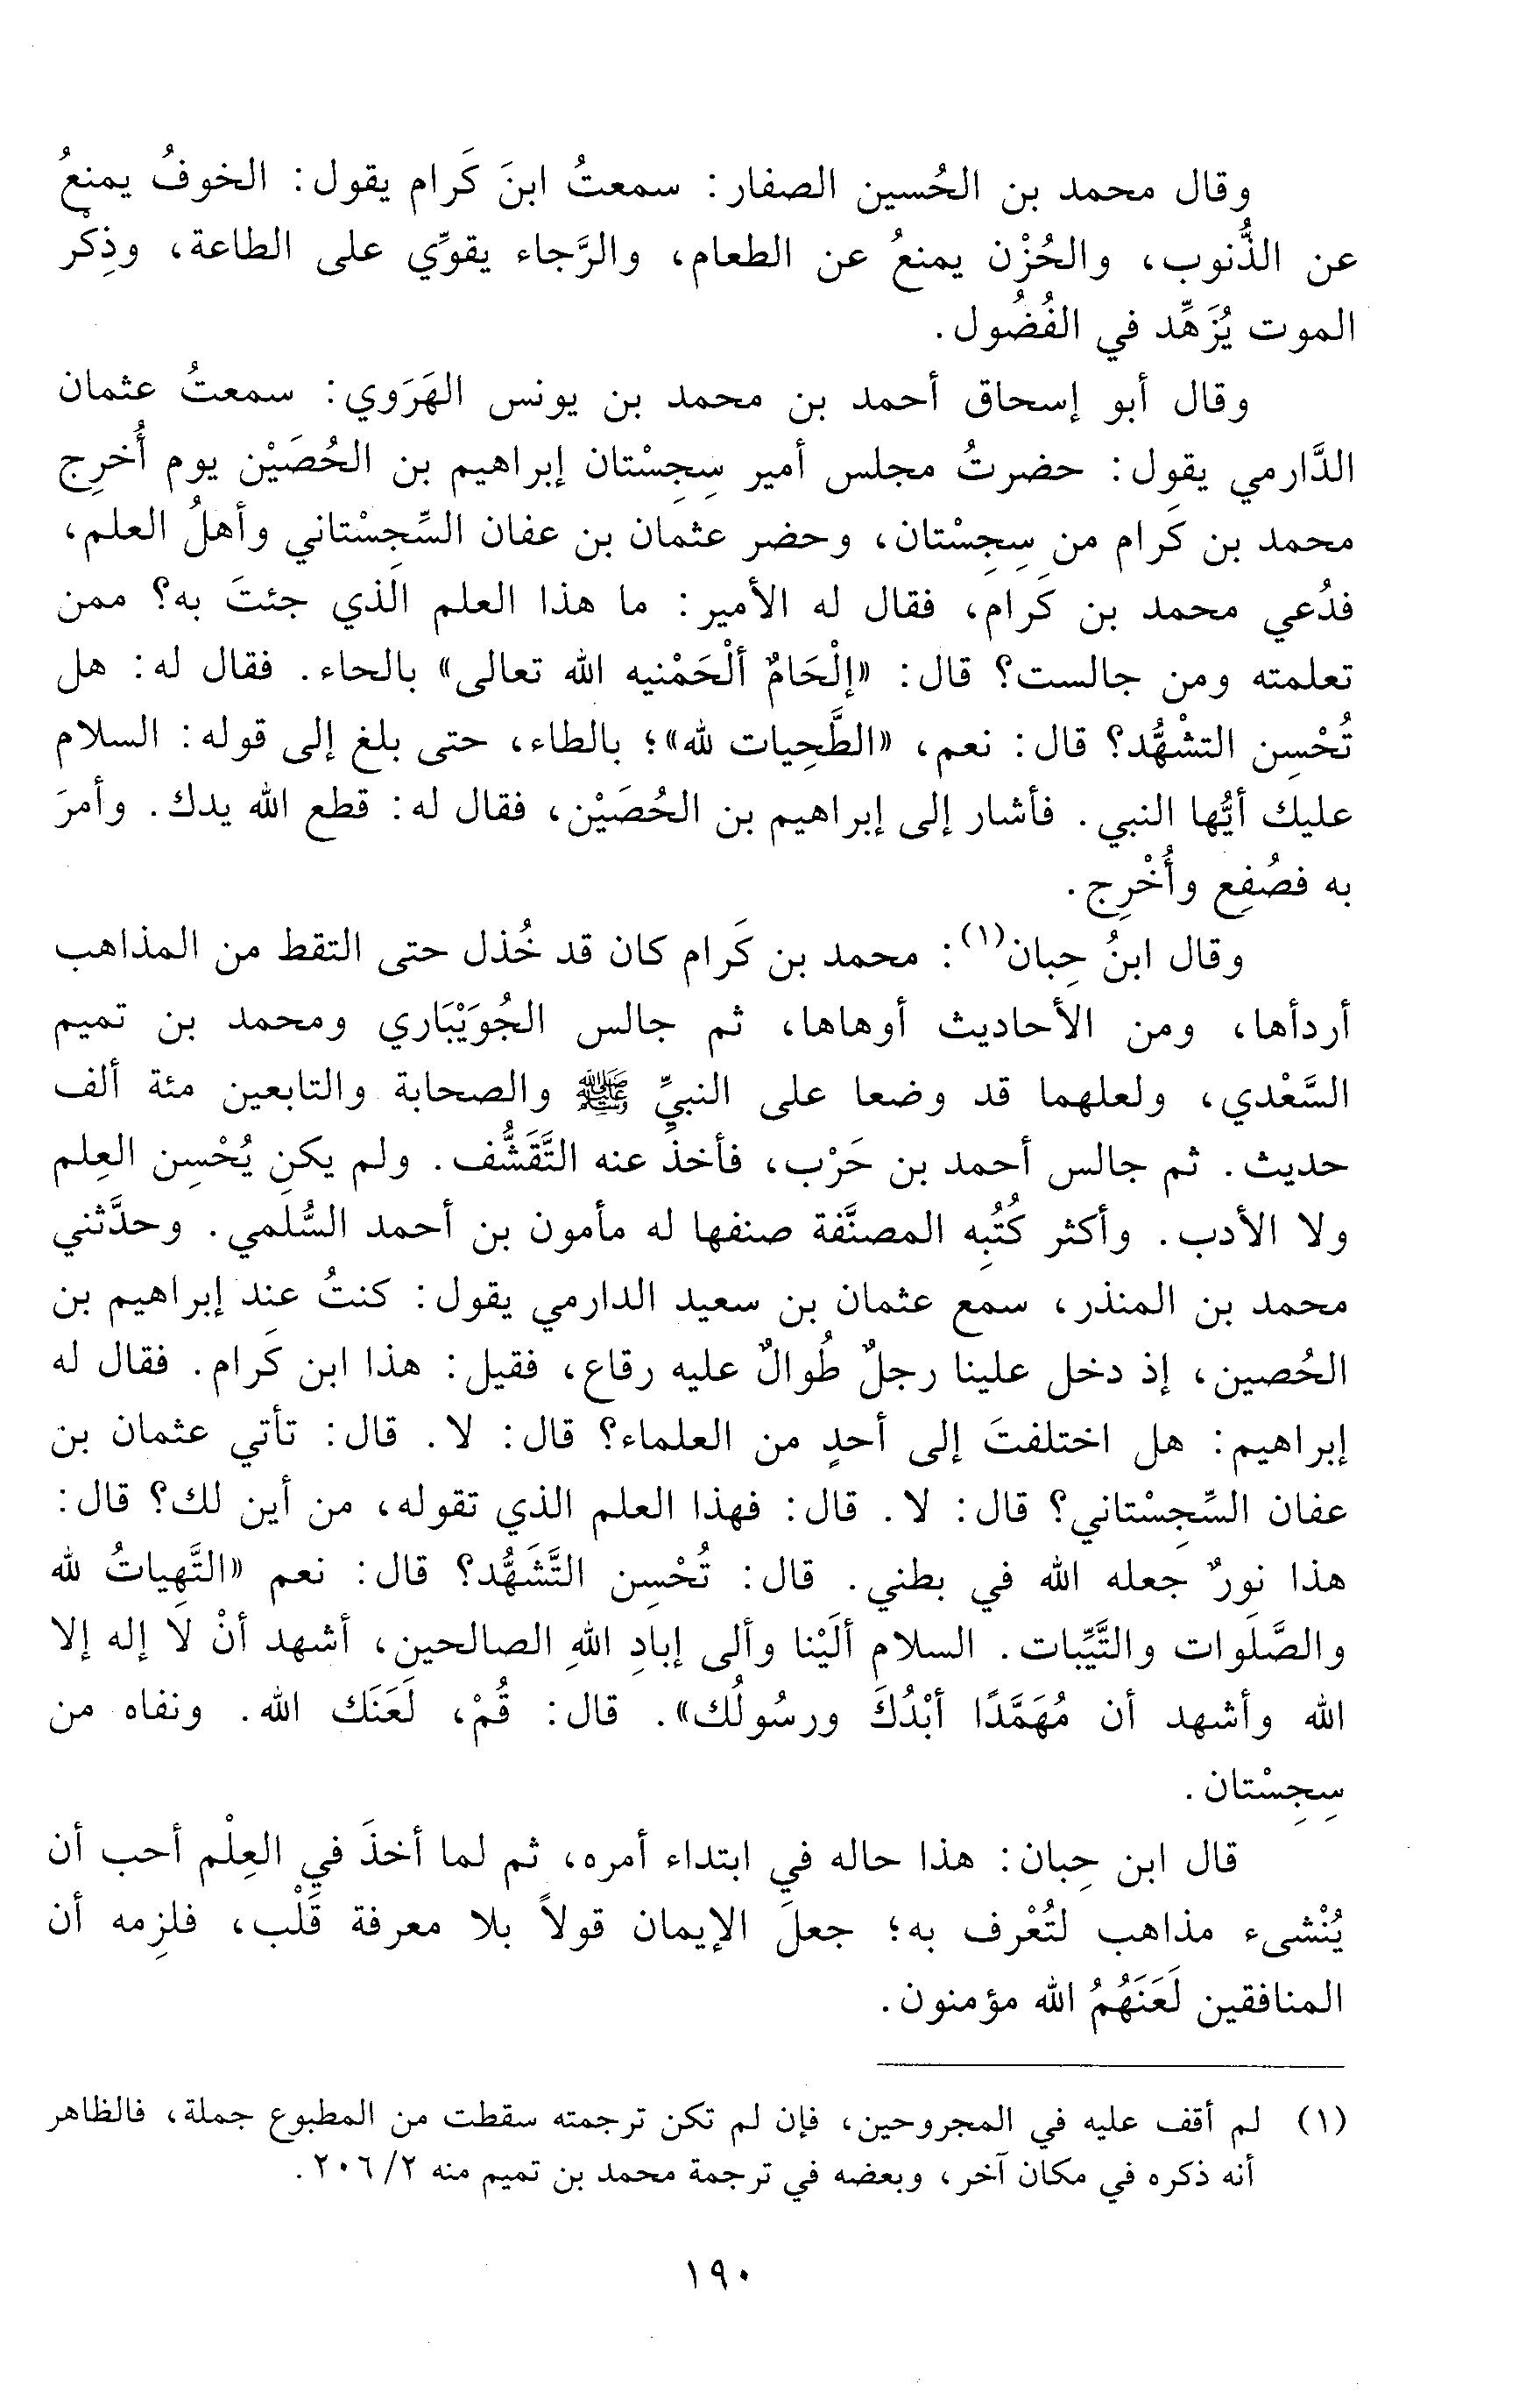 وقال محمد بن الحُسين الصفار: سمعتُ ابنَ كَرام يقول: الخوفُ يمنعُ
عن الذُّنوب، والحُزْن يمنعُ عن الطعام، والرَّجاء يقوِّي على الطاعة، وذِكْر
الموت يُزَهِّد في الفُضُول.
وقال أبو إسحاق أحمد بن محمد بن يونس الهَرَوي: سمعتُ عثمان
الدَّارمي يقول: حضرتُ مجلس أمير سِجِسْتان إبراهيم بن الحُصَيْن يوم أُخرِج
محمد بن كَرام من سِجِسْتان، وحضر عثمان بن عفان السِّجِسْتاني وأهلُ العلم،
فدُعي محمد بن كَرام، فقال له الأمير: ما هذا العلم الذي جئتَ به؟ ممن
تعلمته ومن جالست؟ قال: «إلْحَامٌ ألْحَمْنيه الله تعالى» بالحاء. فقال له: هل
تُحْسِن التشْهُّد؟ قال: نعم، «الطَّحِيات لله»؛ بالطاء، حتى بلغ إلى قوله: السلام
عليك أيُّها النبي. فأشار إلى إبراهيم بن الحُصَيْن، فقال له: قطع الله يدك. وأمرَ
به فصُفِع وأُخْرِج.
وقال ابنُ حِبان(١): محمد بن كَرام كان قد خُذل حتى التقط من المذاهب
أردأها، ومن الأحاديث أوهاها، ثم جالس الجُوَيْبَاري ومحمد بن تميم
السَّعْدي، ولعلهما قد وضعا على النبيِّ ﷺ والصحابة والتابعين مئة ألف
حديث. ثم جالس أحمد بن حَرْب، فأخذَ عنه التَّقَشُّف. ولم يكن يُحْسِن العِلم
ولا الأدب. وأكثر كُتُبِه المصنَّفة صنفها له مأمون بن أحمد السُّلَمي. وحدَّثني
محمد بن المنذر، سمع عثمان بن سعيد الدارمي يقول: كنتُ عند إبراهيم بن
الحُصين، إذ دخل علينا رجلٌ طُوالٌ عليه رقاع، فقيل: هذا ابن كَرام. فقال له
إبراهيم: هل اختلفتَ إلى أحدٍ من العلماء؟ قال: لا. قال: تأتي عثمان بن
عفان السِّجِسْتاني؟ قال: لا. قال: فهذا العلم الذي تقوله، من أين لك؟ قال:
هذا نورٌ جعله الله في بطني. قال: تُحْسِن التَّشَهُّد؟ قال: نعم «التَّهِياتُ لله
والصَّلَوات والتَّيِّبات. السلام ألَيْنا وألى إبادِ اللهِ الصالحين، أشهد أنْ لا إله إلا
الله وأشهد أن مُهَمَّدًا أبْدُكَ ورسُولُك». قال: قُمْ، لَعَنَك الله. ونفاه من
سِجِسْتان.
قال ابن حِبان: هذا حاله في ابتداء أمره، ثم لما أخذَ في العِلْم أحب أن
يُنْشىء مذاهب لتُعْرف به؛ جعلَ الإيمان قولاً بلا معرفة قَلْب، فلزِمه أن
المنافقين لَعَنَهُمُ الله مؤمنون.
(١) لم أقف عليه في المجروحين، فإن لم تكن ترجمته سقطت من المطبوع جملة، فالظاهر
أنه ذكره في مكان آخر، وبعضه في ترجمة محمد بن تميم منه ٢/ ٢٠٦.
١٩٠